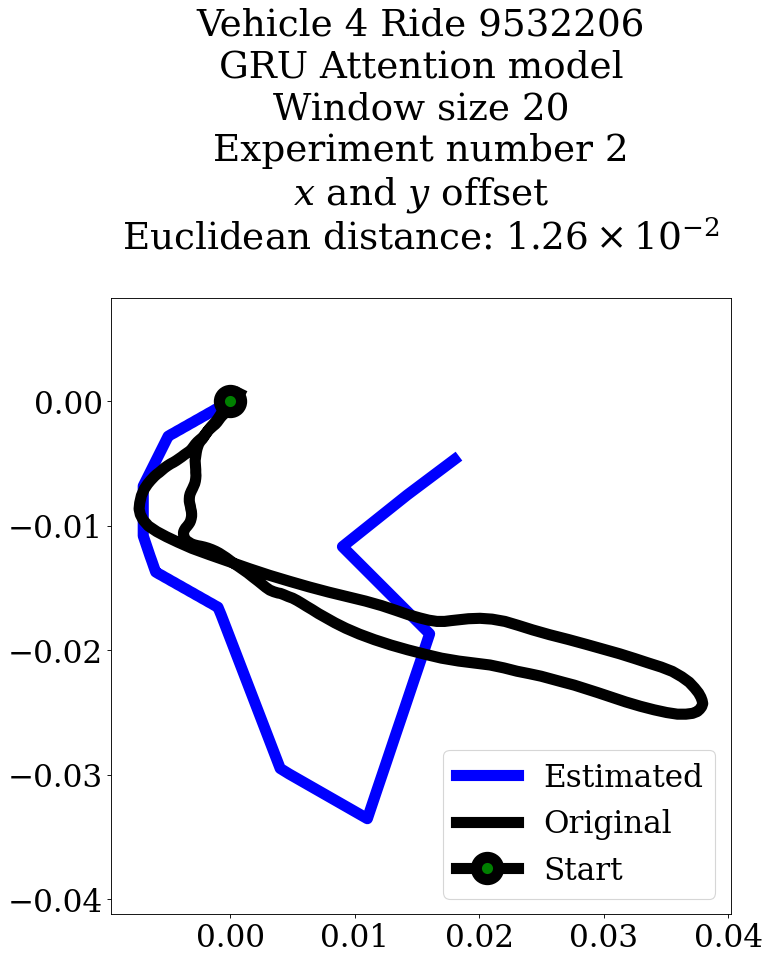 Vehicle 4 Ride 9532206
GRU Attention model
Window size 20
Experiment number 2
x and y offset
Euclidean distance: 1.26 × 10⁻²
0.00
−0.01
−0.02
−0.03
−0.04
0.00 0.01 0.02 0.03 0.04
Estimated
Original
Start